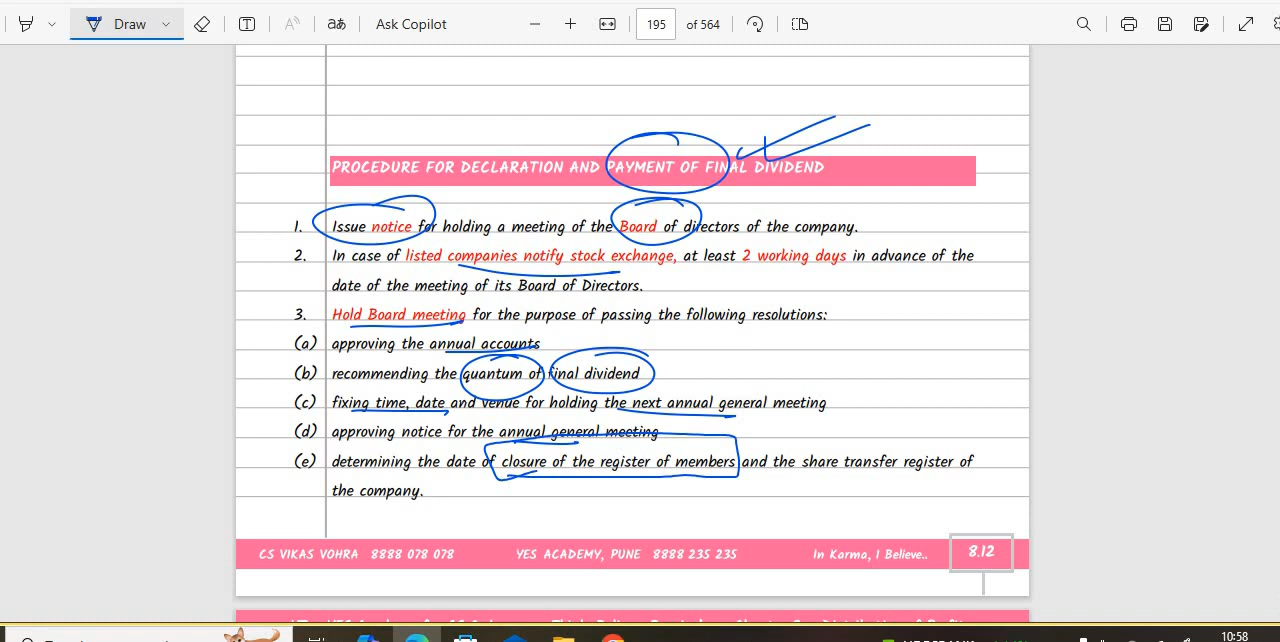 Draw
Ask Copilot
195 of 564
PROCEDURE FOR DECLARATION AND PAYMENT OF FINAL DIVIDEND
1. Issue notice for holding a meeting of the Board of directors of the company.
2. In case of listed companies notify stock exchange, at least 2 working days in advance of the
date of the meeting of its Board of Directors.
3. Hold Board meeting for the purpose of passing the following resolutions:
(a) approving the annual accounts
(b) recommending the quantum of final dividend
(c) fixing time, date and venue for holding the next annual general meeting
(d) approving notice for the annual general meeting
(e) determining the date of closure of the register of members and the share transfer register of
the company.
CS VIKAS VOHRA 8888 078 078 YES ACADEMY, PUNE 8888 235 235 In Karma, I Believe.. 8.12
10:58